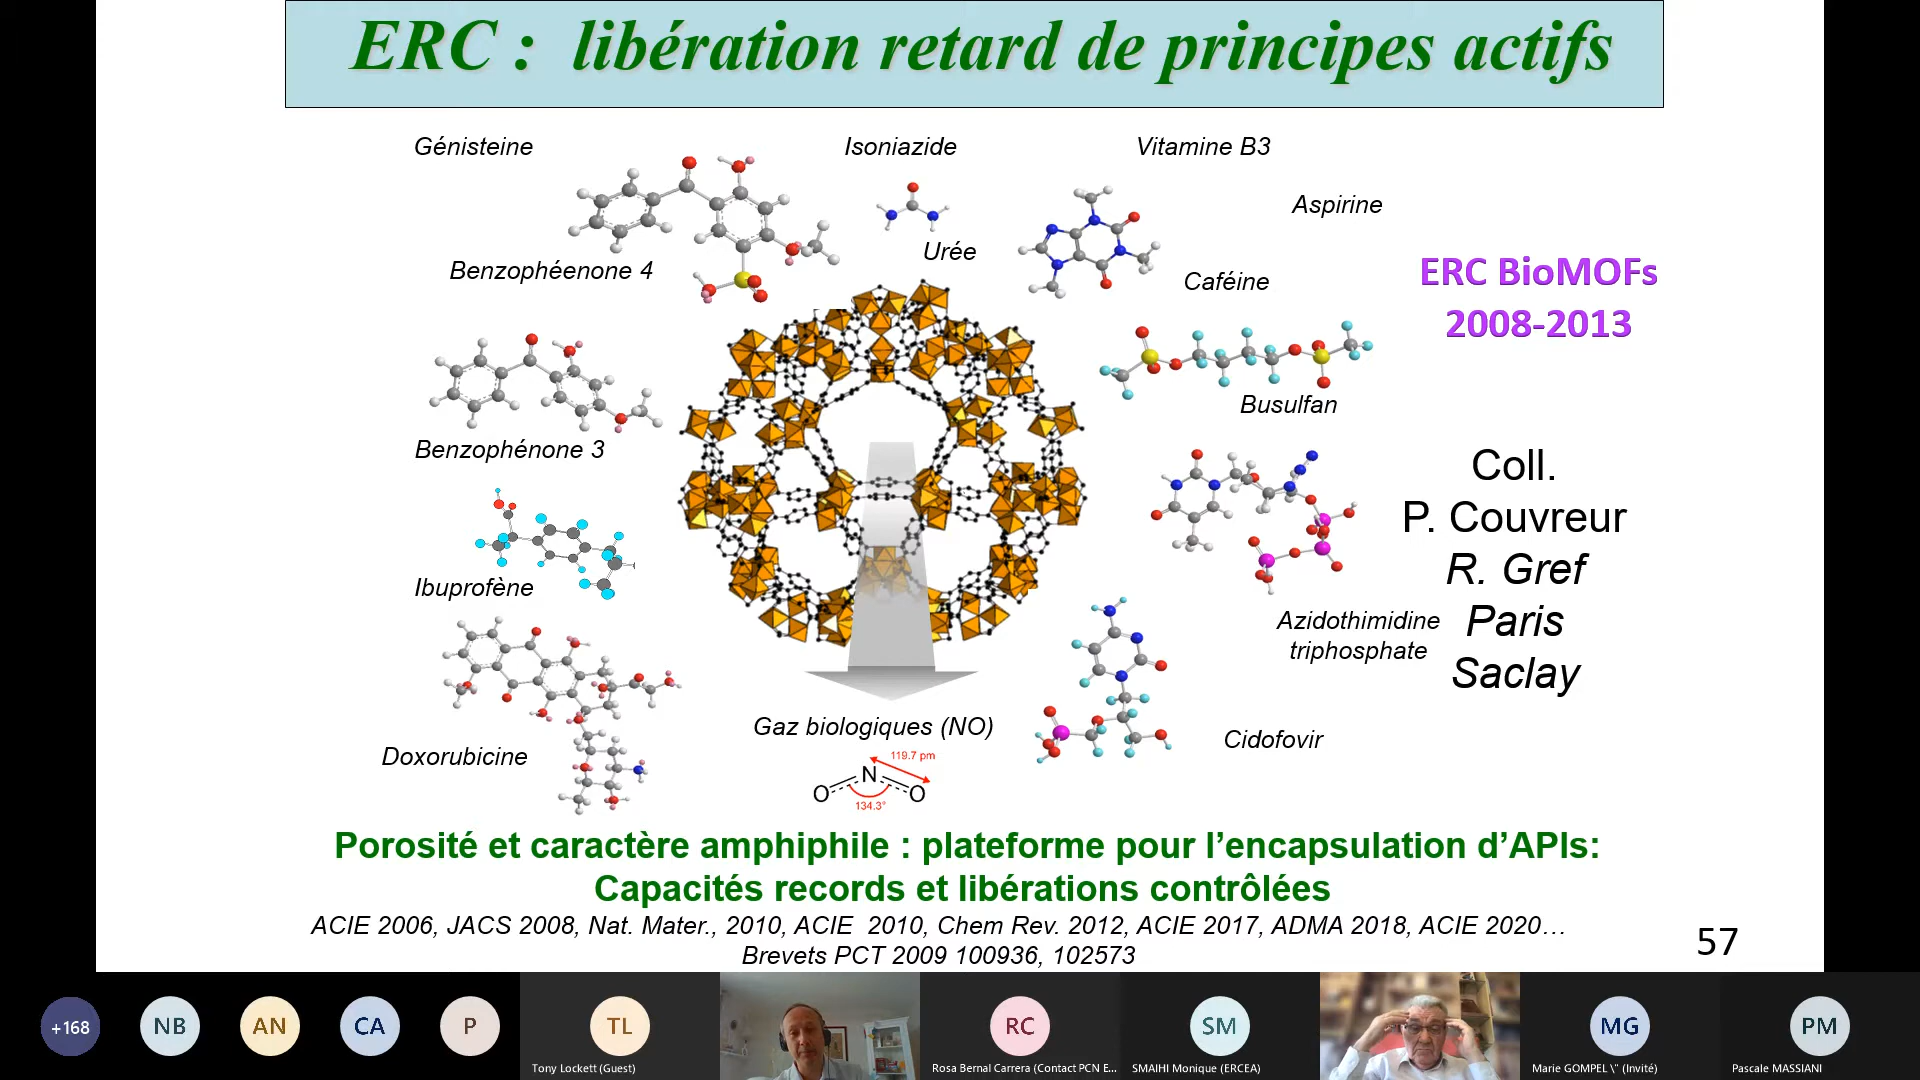 ERC : libération retard de principes actifs
Génisteine
Isoniazide
Vitamine B3
Aspirine
Urée
Benzophéenone 4
Caféine
ERC BioMOFs
2008-2013
Busulfan
Benzophénone 3
Coll.
P. Couvreur
R. Gref
Paris
Saclay
Ibuprofène
Azidothimidine
triphosphate
Gaz biologiques (NO)
Cidofovir
Doxorubicine
119.7 pm
N
O
O
134.3°
Porosité et caractère amphiphile : plateforme pour l’encapsulation d’APIs:
Capacités records et libérations contrôlées
ACIE 2006, JACS 2008, Nat. Mater., 2010, ACIE 2010, Chem Rev. 2012, ACIE 2017, ADMA 2018, ACIE 2020…
Brevets PCT 2009 100936, 102573
57
+168
NB
AN
CA
P
TL
RC
SM
MG
PM
Tony Lockett (Guest)
Rosa Bernal Carrera (Contact PCN E...
SMAIHI Monique (ERCEA)
Marie GOMPEL \" (Invité)
Pascale MASSIANI